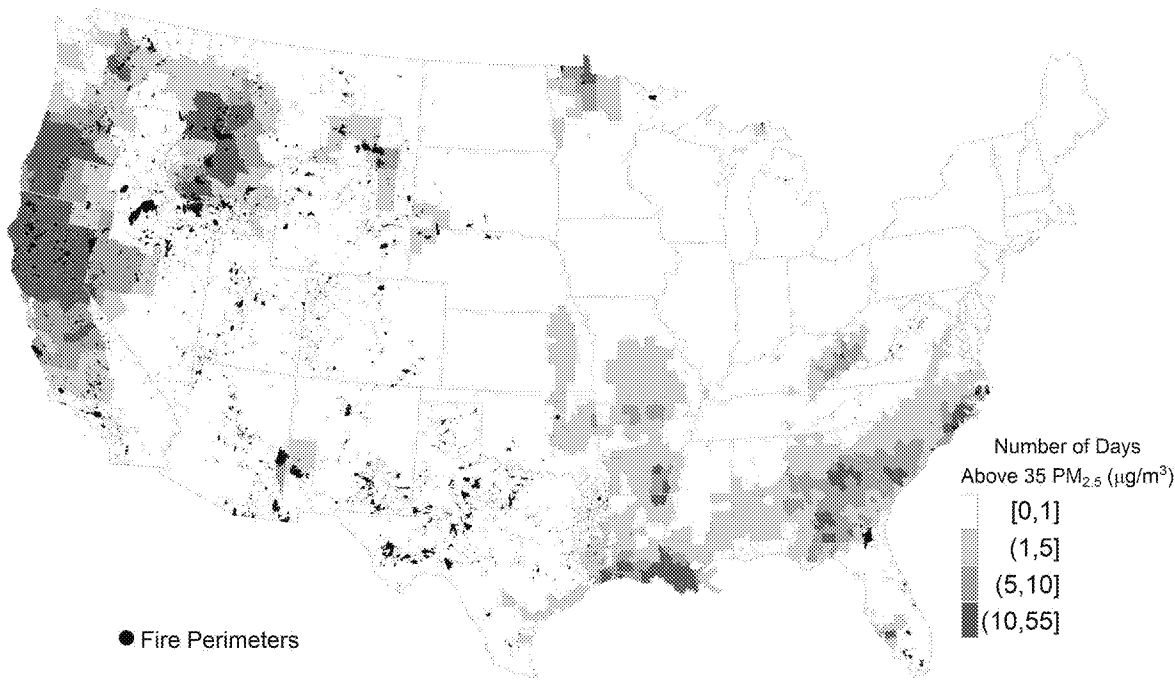 Number of Days
Above 35 PM2.5 (µg/m³)
[0,1]
(1,5]
(5,10]
(10,55]
Fire Perimeters